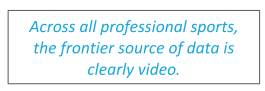 Across all professional sports,
the frontier source of data is
clearly video.